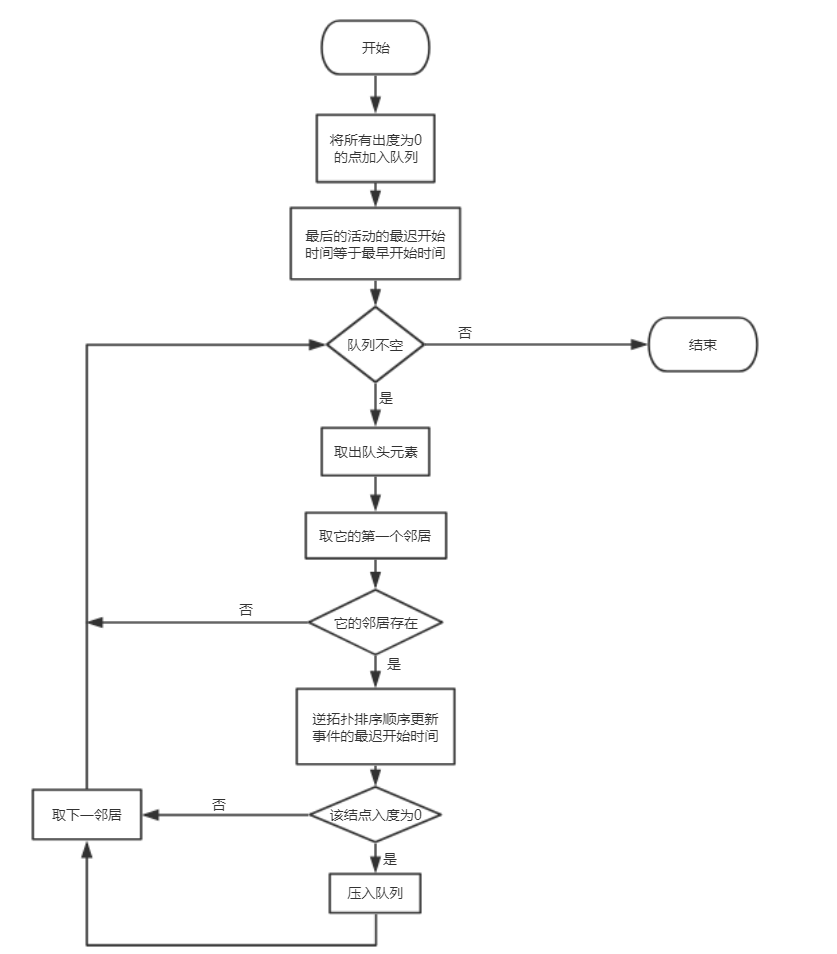 开始
将所有出度为0
的点加入队列
最后的活动的最迟开始
时间等于最早开始时间
队列不空
否
结束
是
取出队头元素
取它的第一个邻居
否
它的邻居存在
是
逆拓扑排序顺序更新
事件的最迟开始时间
取下一邻居
否
该结点入度为0
是
压入队列